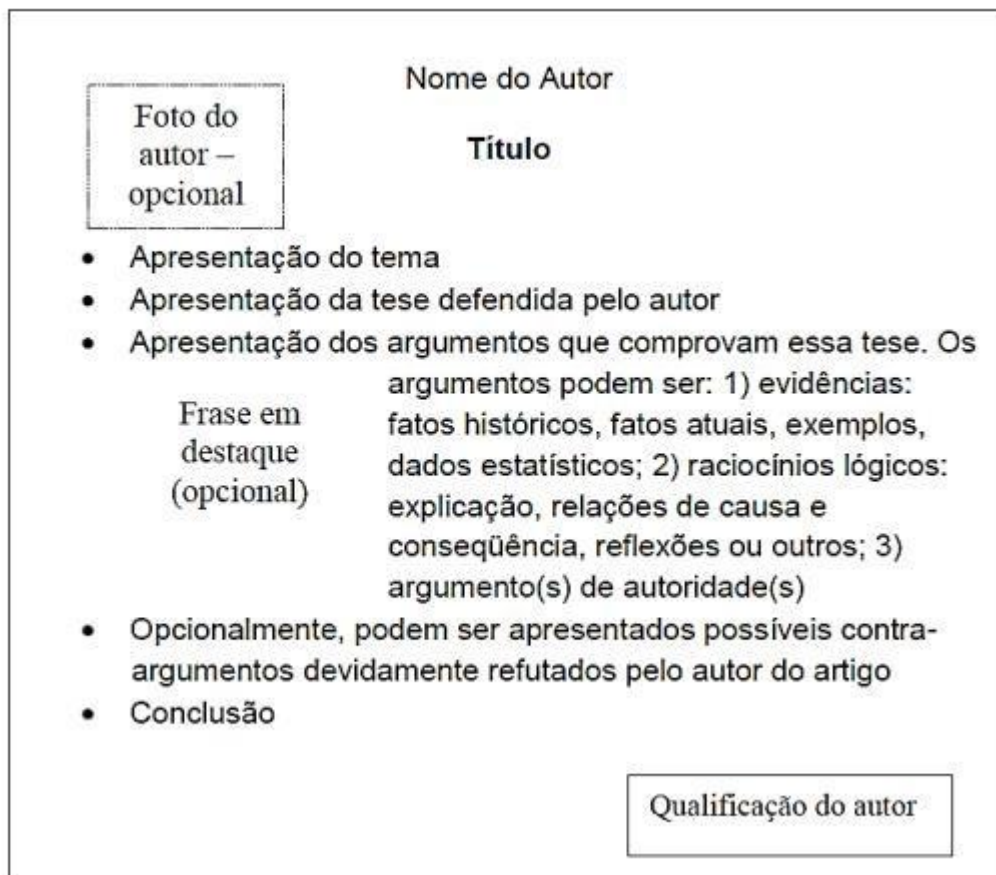 Nome do Autor
Foto do
autor –
opcional
Título
• Apresentação do tema
• Apresentação da tese defendida pelo autor
• Apresentação dos argumentos que comprovam essa tese. Os
argumentos podem ser: 1) evidências:
fatos históricos, fatos atuais, exemplos,
dados estatísticos; 2) raciocínios lógicos:
explicação, relações de causa e
conseqüência, reflexões ou outros; 3)
argumento(s) de autoridade(s)
Frase em
destaque
(opcional)
• Opcionalmente, podem ser apresentados possíveis contra-
argumentos devidamente refutados pelo autor do artigo
• Conclusão
Qualificação do autor